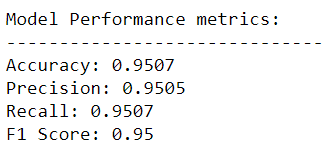 Model Performance metrics:
------------------------------
Accuracy: 0.9507
Precision: 0.9505
Recall: 0.9507
F1 Score: 0.95